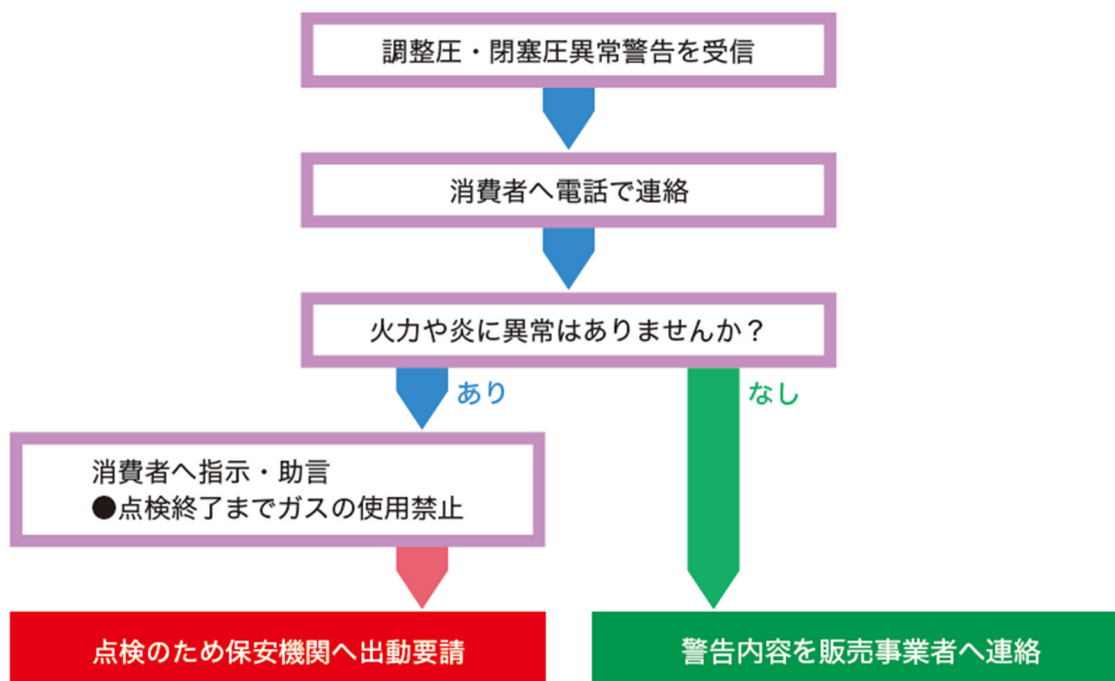 調整圧・閉塞圧異常警告を受信
消費者へ電話で連絡
火力や炎に異常はありませんか？
あり
なし
消費者へ指示・助言
●点検終了までガスの使用禁止
点検のため保安機関へ出動要請
警告内容を販売事業者へ連絡